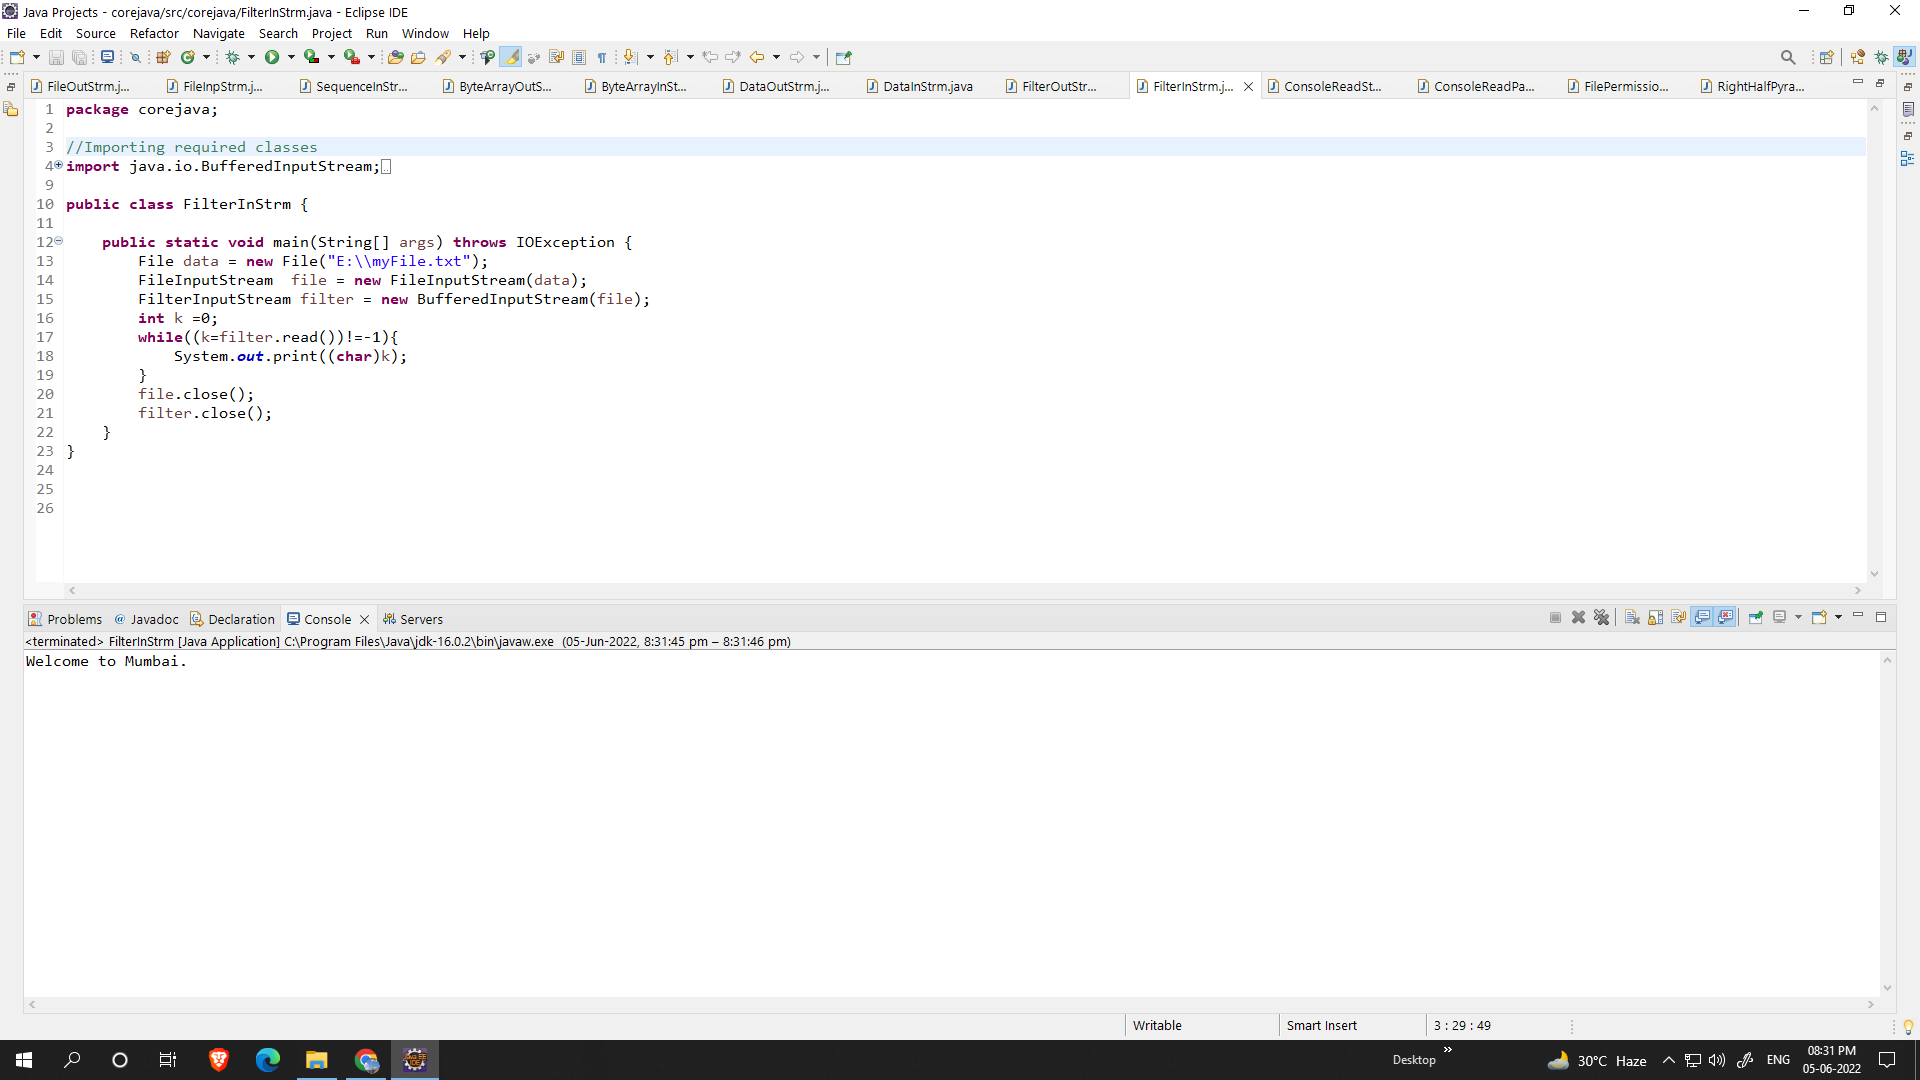 Java Projects - corejava/src/corejava/FilterInStrm.java - Eclipse IDE
File Edit Source Refactor Navigate Search Project Run Window Help
FileOutStrm.j... FileInpStrm.j... SequenceInStr... ByteArrayOutS... ByteArrayInSt... DataOutStrm.j... DataInStrm.java FilterOutStr... FilterInStrm.j... ConsoleReadSt... ConsoleReadPa... FilePermissio... RightHalfPyra...
1 package corejava;
2
3 //Importing required classes
4 import java.io.BufferedInputStream;
9
10 public class FilterInStrm {
11
12 public static void main(String[] args) throws IOException {
13 File data = new File("E:\\myFile.txt");
14 FileInputStream  file = new FileInputStream(data);
15 FilterInputStream filter = new BufferedInputStream(file);
16 int k =0;
17 while((k=filter.read())!=-1){
18 System.out.print((char)k);
19 }
20 file.close();
21 filter.close();
22 }
23 }
24
25
26
Problems @ Javadoc Declaration Console Servers
<terminated> FilterInStrm [Java Application] C:\Program Files\Java\jdk-16.0.2\bin\javaw.exe (05-Jun-2022, 8:31:45 pm – 8:31:46 pm)
Welcome to Mumbai.
Writable Smart Insert 3 : 29 : 49
Desktop 30°C Haze ENG 08:31 PM
05-06-2022